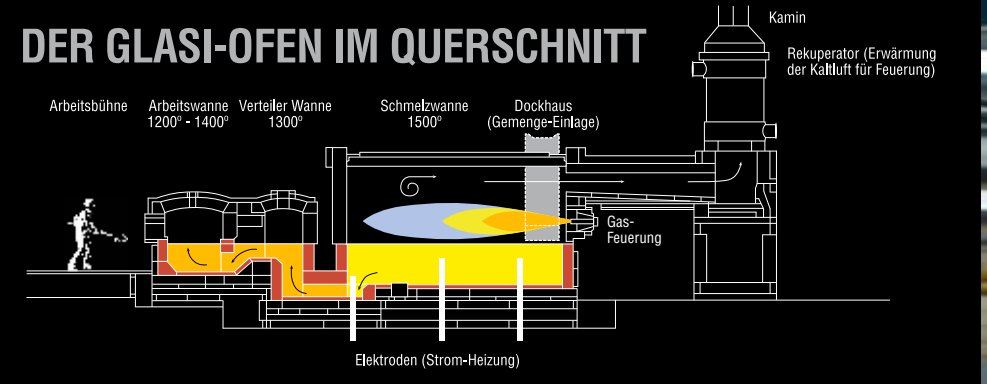 DER GLASI-OFEN IM QUERSCHNITT
Kamin
Rekuperator (Erwärmung
der Kaltluft für Feuerung)
Arbeitsbühne
Arbeitswanne
1200° - 1400°
Verteiler Wanne
1300°
Schmelzwanne
1500°
Dockhaus
(Gemenge-Einlage)
Gas-
Feuerung
Elektroden (Strom-Heizung)